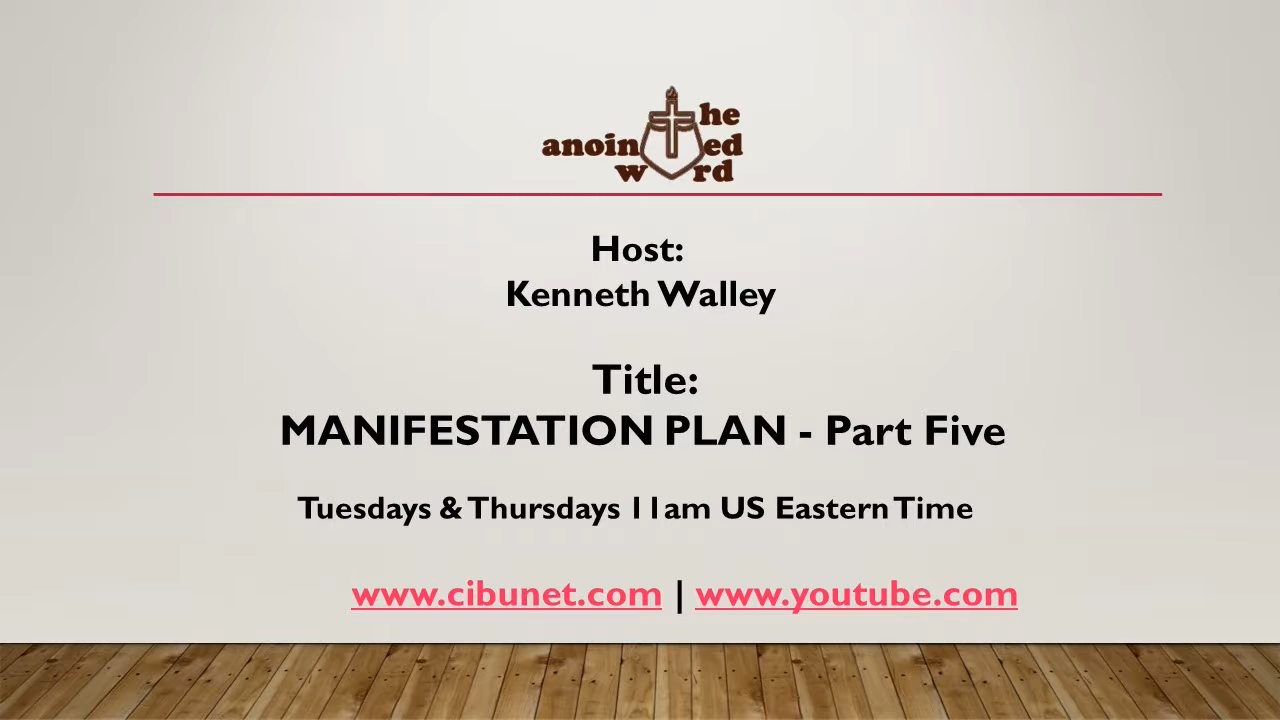 the
anointed
word
Host:
Kenneth Walley
Title:
MANIFESTATION PLAN - Part Five
Tuesdays & Thursdays 11am US Eastern Time
www.cibunet.com | www.youtube.com